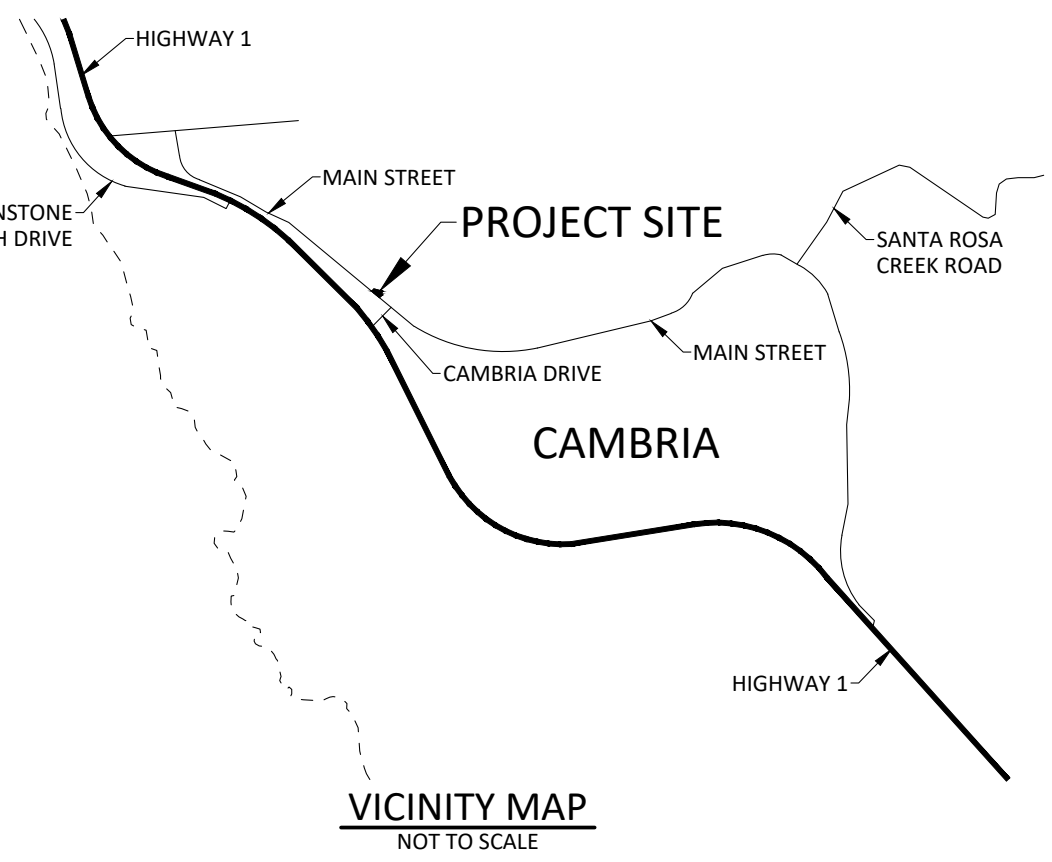 HIGHWAY 1
MAIN STREET
NSTONE
H DRIVE
PROJECT SITE
SANTA ROSA
CREEK ROAD
MAIN STREET
CAMBRIA DRIVE
CAMBRIA
HIGHWAY 1
VICINITY MAP
NOT TO SCALE